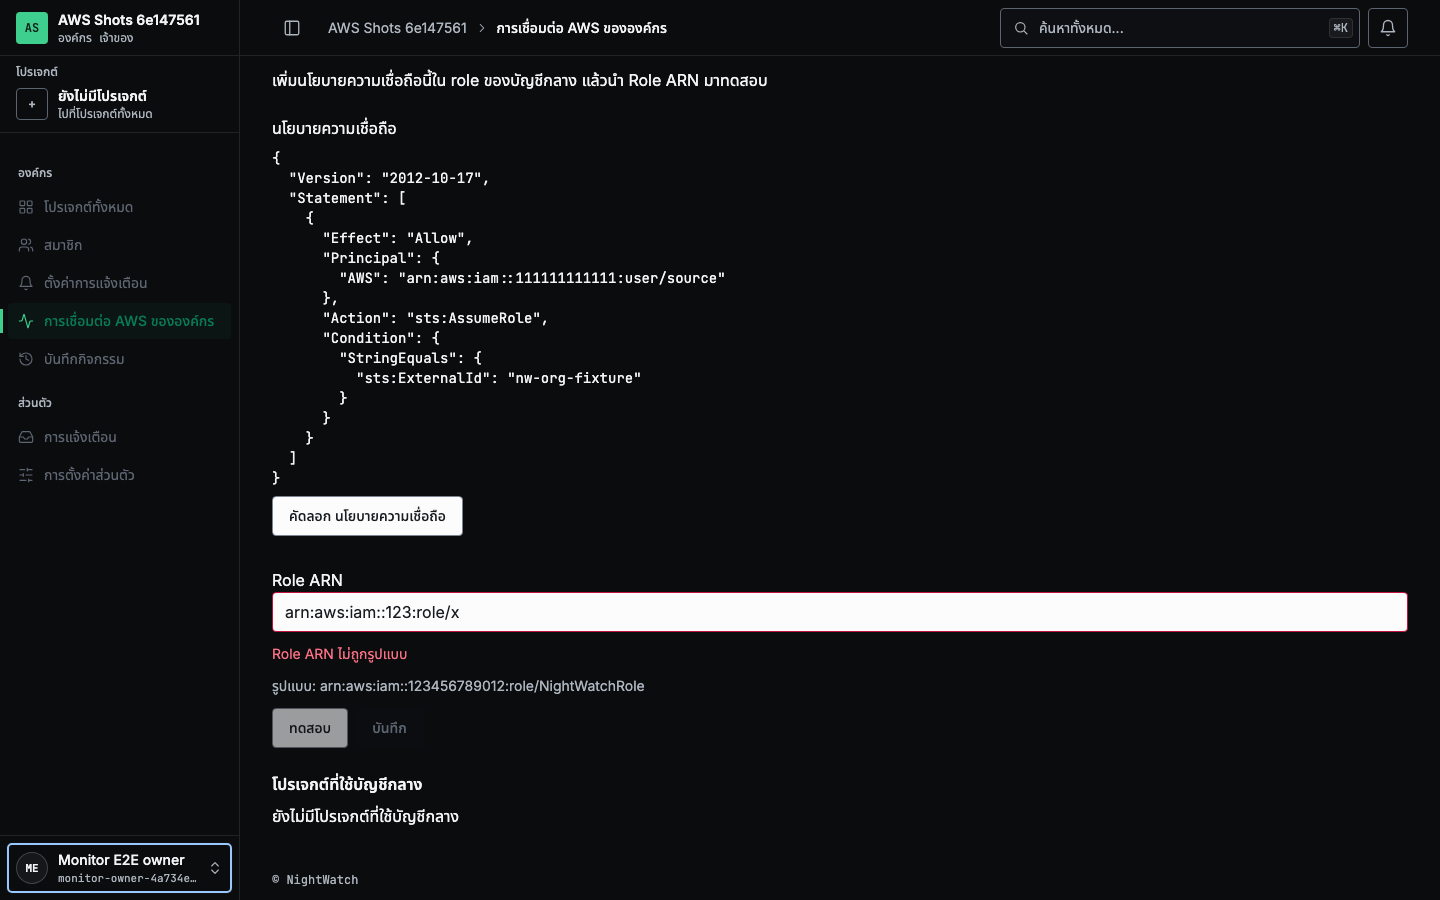 AS
AWS Shots 6e147561
องค์กร เจ้าของ
โปรเจกต์
+
ยังไม่มีโปรเจกต์
ไปที่โปรเจกต์ทั้งหมด
องค์กร
โปรเจกต์ทั้งหมด
สมาชิก
ตั้งค่าการแจ้งเตือน
การเชื่อมต่อ AWS ขององค์กร
บันทึกกิจกรรม
ส่วนตัว
การแจ้งเตือน
การตั้งค่าส่วนตัว
ME
Monitor E2E owner
monitor-owner-4a734e…
AWS Shots 6e147561 > การเชื่อมต่อ AWS ขององค์กร
ค้นหาทั้งหมด... ⌘K
เพิ่มนโยบายความเชื่อถือนี้ใน role ของบัญชีกลาง แล้วนำ Role ARN มาทดสอบ
นโยบายความเชื่อถือ
{
  "Version": "2012-10-17",
  "Statement": [
    {
      "Effect": "Allow",
      "Principal": {
        "AWS": "arn:aws:iam::111111111111:user/source"
      },
      "Action": "sts:AssumeRole",
      "Condition": {
        "StringEquals": {
          "sts:ExternalId": "nw-org-fixture"
        }
      }
    }
  ]
}
คัดลอก นโยบายความเชื่อถือ
Role ARN
arn:aws:iam::123:role/x
Role ARN ไม่ถูกรูปแบบ
รูปแบบ: arn:aws:iam::123456789012:role/NightWatchRole
ทดสอบ บันทึก
โปรเจกต์ที่ใช้บัญชีกลาง
ยังไม่มีโปรเจกต์ที่ใช้บัญชีกลาง
© NightWatch